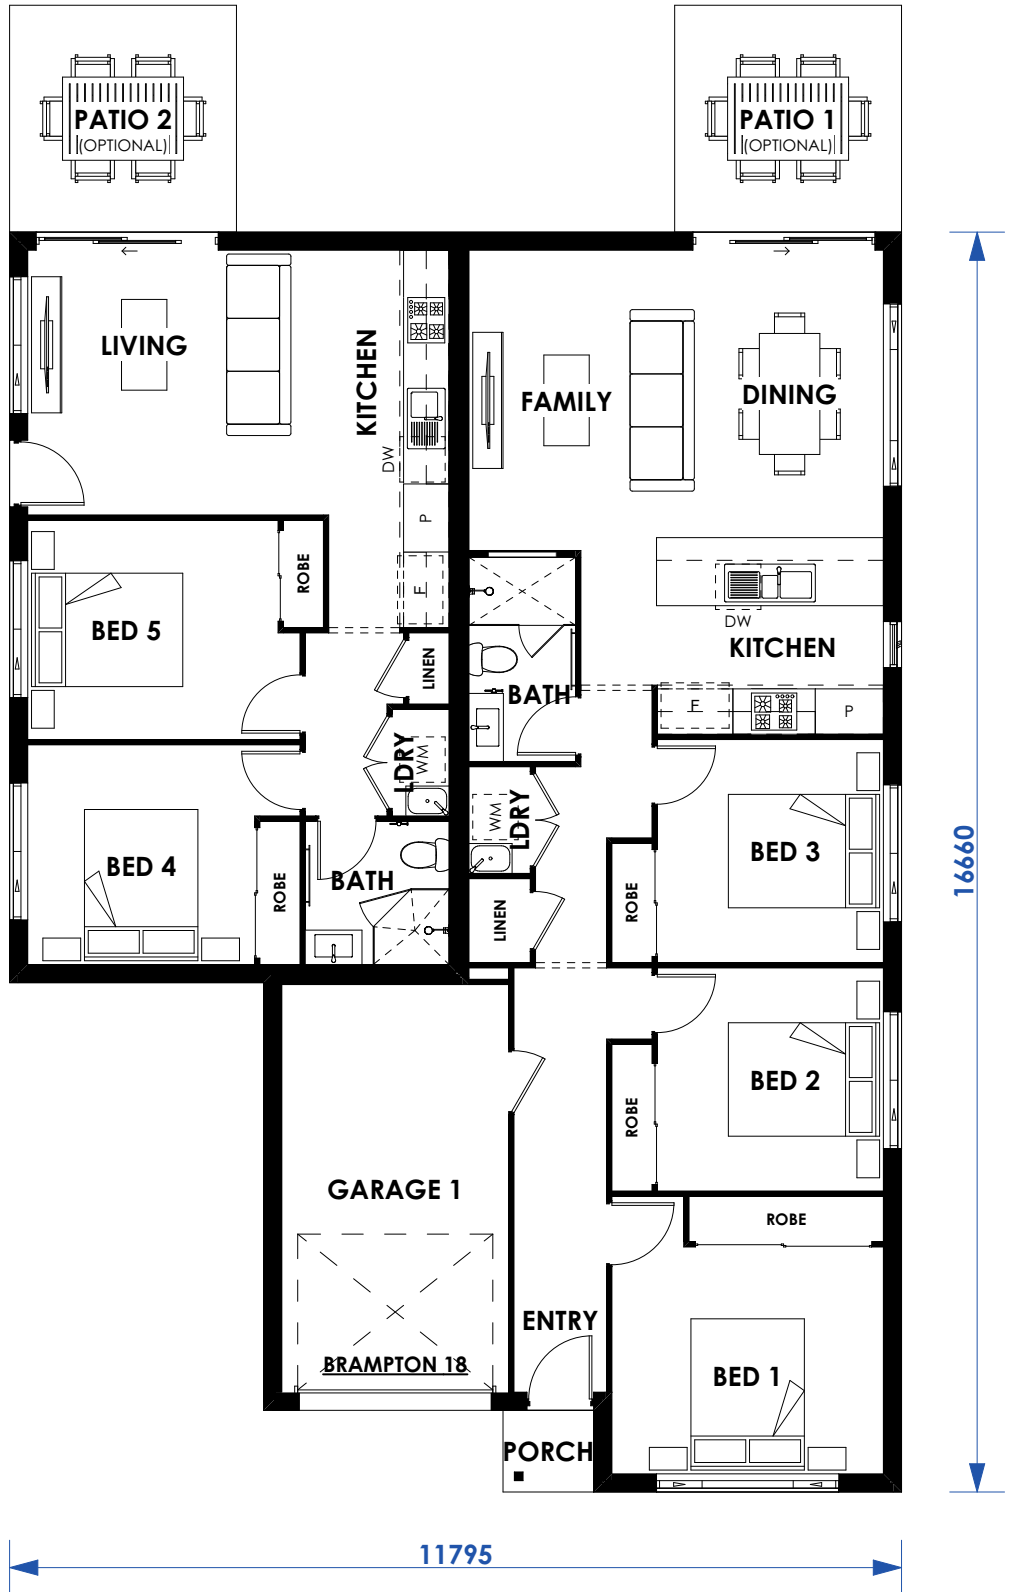 PATIO 2
(OPTIONAL)
PATIO 1
(OPTIONAL)
LIVING
KITCHEN
FAMILY
DINING
DW
P
F
ROBE
BED 5
DW
KITCHEN
LINEN
BATH
F
P
LDRY
WM
WM
LDRY
BED 4
ROBE
BATH
BED 3
ROBE
LINEN
16660
BED 2
ROBE
GARAGE 1
ROBE
ENTRY
BRAMPTON 18
BED 1
PORCH
11795